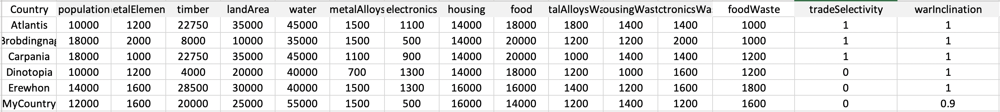 Country population etalElemen timber landArea water metalAlloys electronics housing food talAlloysWa ousingWast ctronicsWa foodWaste tradeSelectivity warInclination
Atlantis 10000 1200 22750 35000 45000 1500 1100 14000 18000 1800 1400 1400 1000 1 1
Brobdingnag 18000 2000 8000 10000 35000 1500 500 14000 20000 1200 1200 2000 1000 1 1
Carpania 18000 1000 22750 35000 45000 1100 900 14000 20000 1000 1400 1400 1200 1 1
Dinotopia 10000 1200 4000 20000 40000 700 1300 14000 18000 1200 1000 1600 1200 0 1
Erewhon 14000 1600 28500 30000 40000 1500 1300 16000 16000 1400 1200 1600 1800 0 1
MyCountry 12000 1600 20000 25000 55000 1500 500 16000 14000 1200 1400 1200 1600 0 0.9